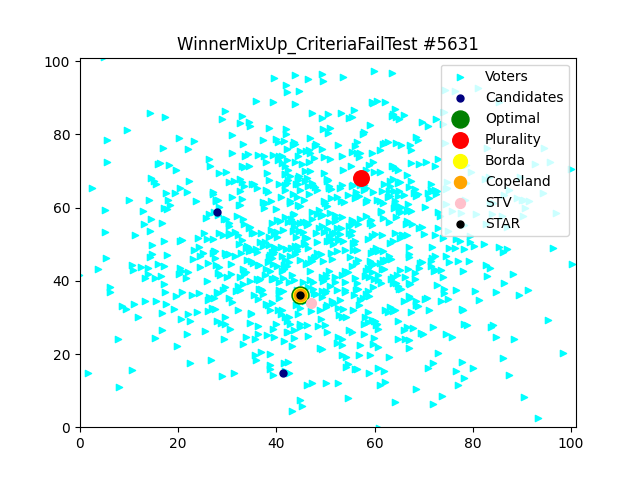 WinnerMixUp_CriteriaFailTest #5631
100
80
60
40
20
0
0
20
40
60
80
100
Voters
Candidates
Optimal
Plurality
Borda
Copeland
STV
STAR